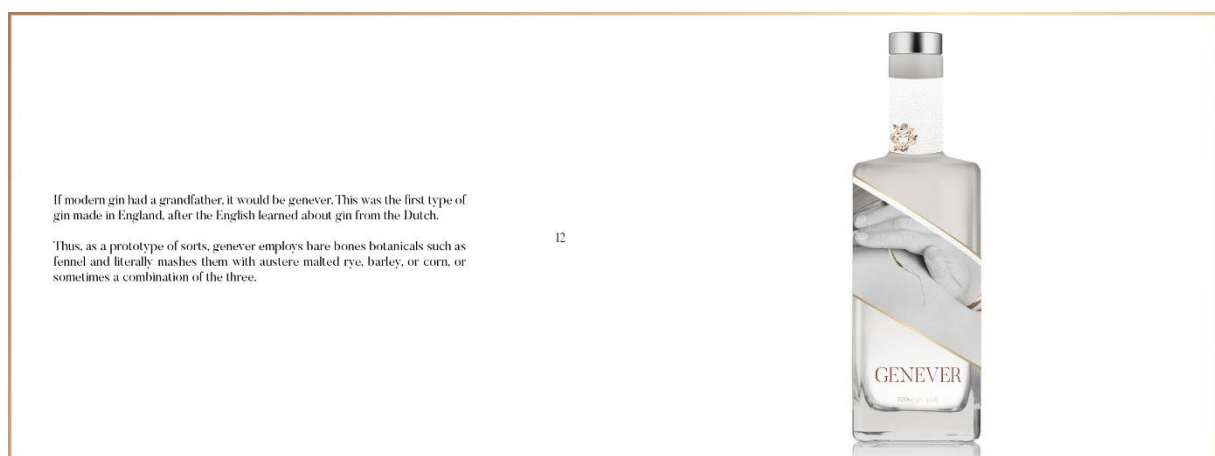 If modern gin had a grandfather, it would be genever. This was the first type of
gin made in England, after the English learned about gin from the Dutch.
Thus, as a prototype of sorts, genever employs bare bones botanicals such as
fennel and literally mashes them with austere malted rye, barley, or corn, or
sometimes a combination of the three.
12
GENEVER